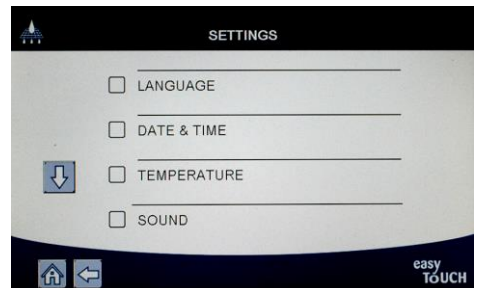 SETTINGS
LANGUAGE
DATE & TIME
TEMPERATURE
SOUND
easy
TOUCH